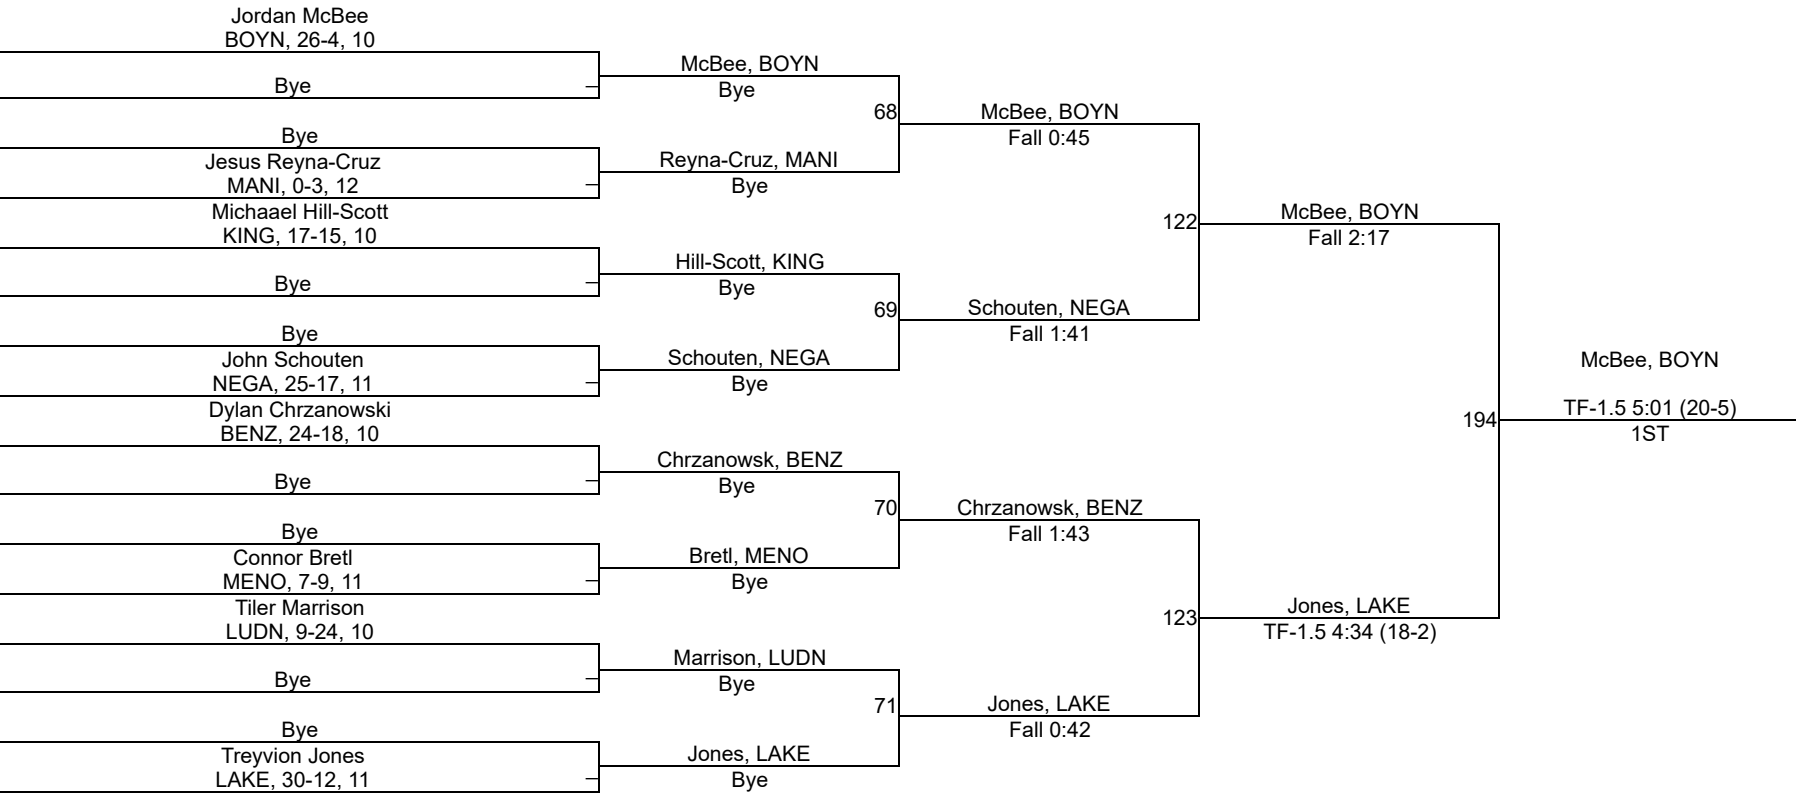 Jordan McBee
BOYN, 26-4, 10
Bye
Bye
Jesus Reyna-Cruz
MANI, 0-3, 12
Michaael Hill-Scott
KING, 17-15, 10
Bye
Bye
John Schouten
NEGA, 25-17, 11
Dylan Chrzanowski
BENZ, 24-18, 10
Bye
Bye
Connor Bretl
MENO, 7-9, 11
Tiler Marrison
LUDN, 9-24, 10
Bye
Bye
Treyvion Jones
LAKE, 30-12, 11
McBee, BOYN
Bye
68
Reyna-Cruz, MANI
Bye
Hill-Scott, KING
Bye
69
Schouten, NEGA
Bye
Chrzanowsk, BENZ
Bye
70
Bretl, MENO
Bye
Marrison, LUDN
Bye
71
Jones, LAKE
Bye
McBee, BOYN
Fall 0:45
122
Schouten, NEGA
Fall 1:41
Chrzanowsk, BENZ
Fall 1:43
123
Jones, LAKE
Fall 0:42
McBee, BOYN
Fall 2:17
194
Jones, LAKE
TF-1.5 4:34 (18-2)
McBee, BOYN
TF-1.5 5:01 (20-5)
1ST